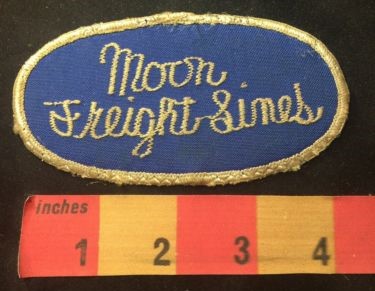 Moon
Freight Lines
inches
1 2 3 4